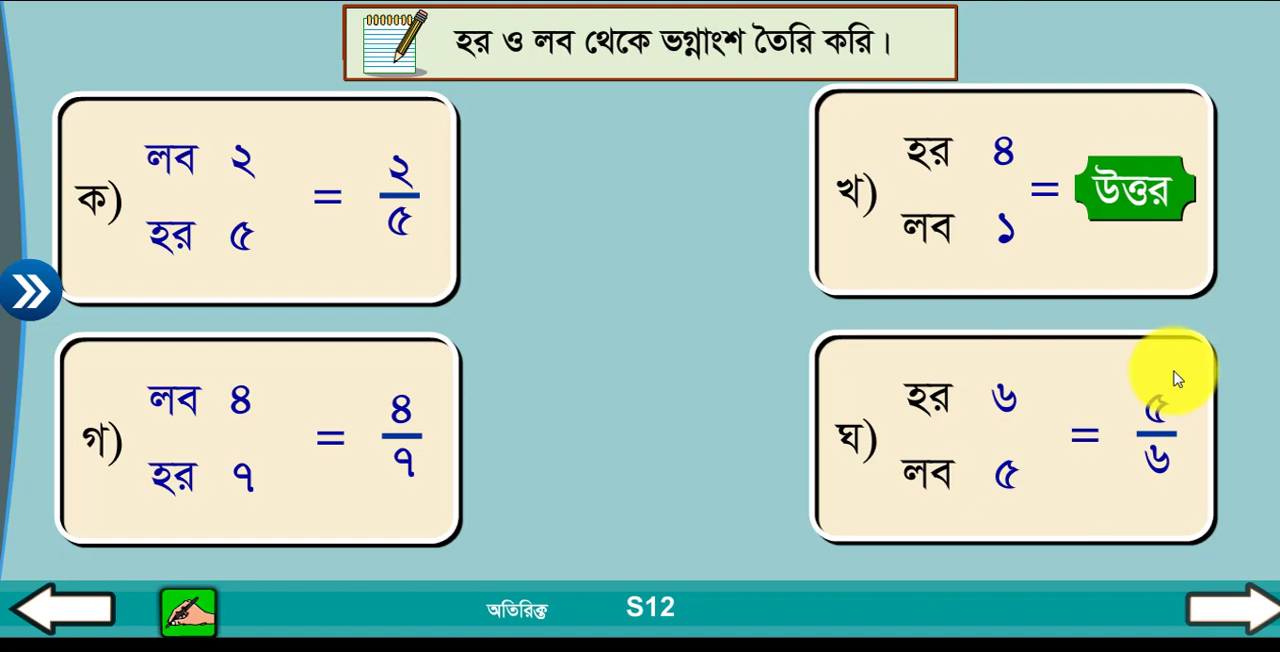 হর ও লব থেকে ভগ্নাংশ তৈরি করি।
ক) লব ২ হর ৫ = ২/৫
খ) হর ৪ লব ১ = উত্তর
গ) লব ৪ হর ৭ = ৪/৭
ঘ) হর ৬ লব ৫ = ৫/৬
অতিরিক্ত S12